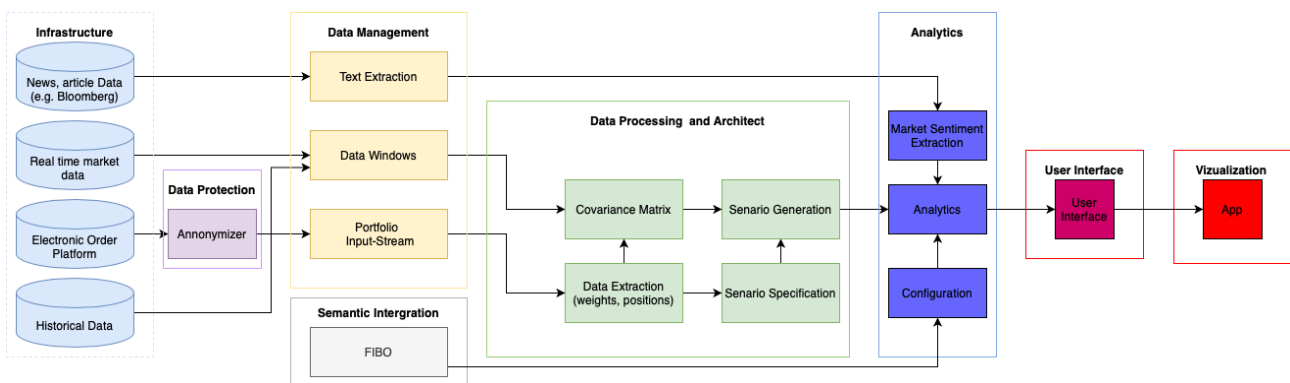 Infrastructure
News, article Data
(e.g. Bloomberg)
Real time market
data
Electronic Order
Platform
Historical Data
Data Protection
Annonymizer
Data Management
Text Extraction
Data Windows
Portfolio
Input-Stream
Semantic Intergration
FIBO
Data Processing and Architect
Covariance Matrix
Senario Generation
Data Extraction
(weights, positions)
Senario Specification
Analytics
Market Sentiment
Extraction
Analytics
Configuration
User Interface
User
Interface
Vizualization
App